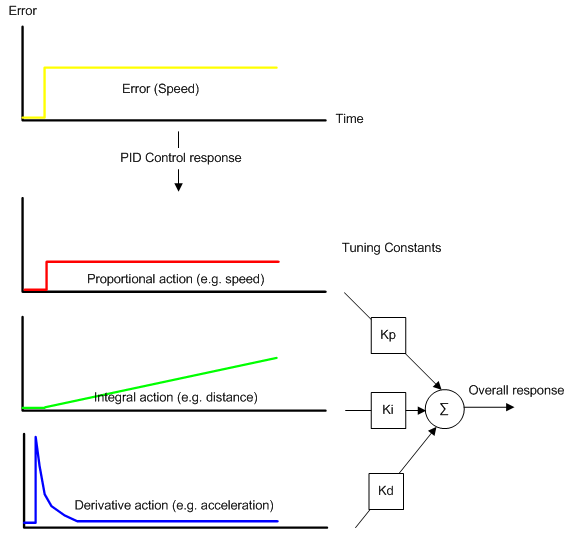 Error
Error (Speed)
Time
PID Control response
Tuning Constants
Proportional action (e.g. speed)
Kp
Integral action (e.g. distance)
Ki
Σ
Overall response
Kd
Derivative action (e.g. acceleration)